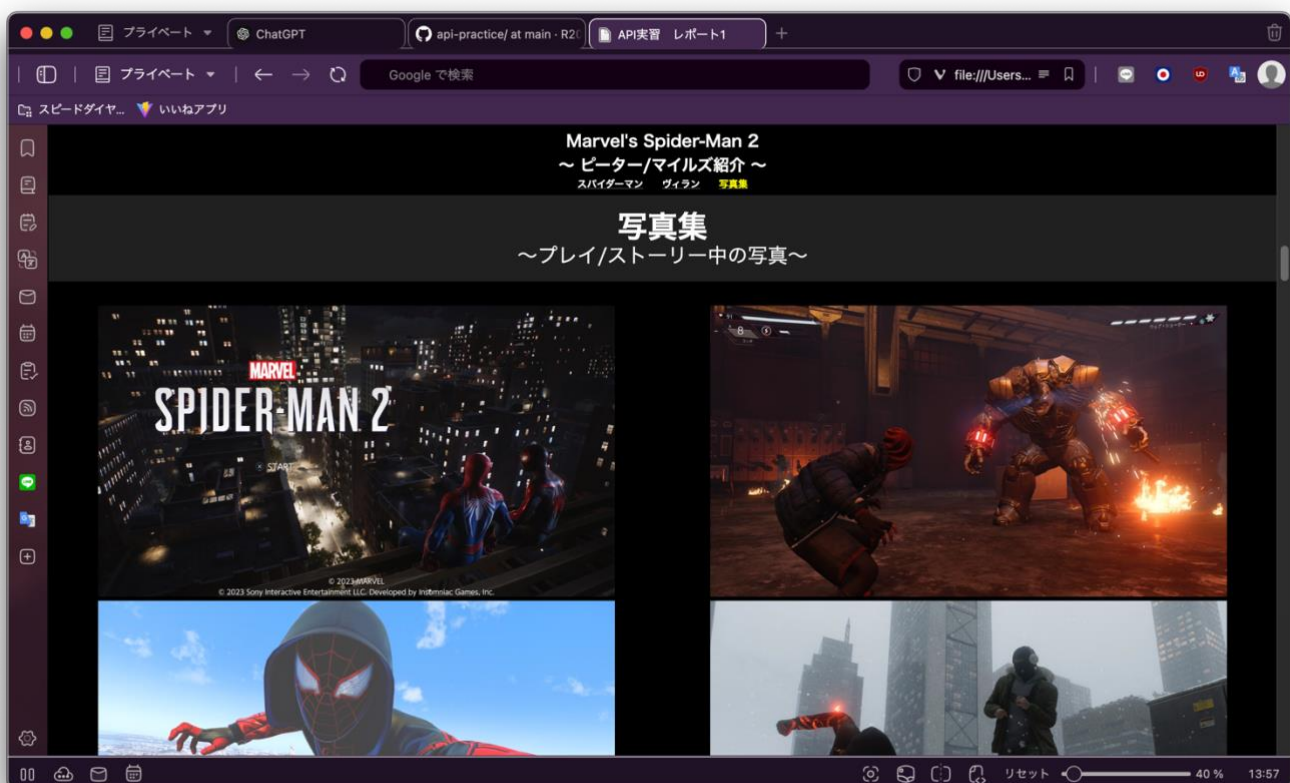 プライベート
ChatGPT
api-practice/ at main · R20
API実習 レポート1
プライベート
Google で検索
file:///Users...
スピードダイヤ...
いいねアプリ
Marvel's Spider-Man 2
〜 ピーター/マイルズ紹介 〜
スパイダーマン ヴィラン 写真集
写真集
〜プレイ/ストーリー中の写真〜
MARVEL
SPIDER-MAN 2
START
© 2023 MARVEL
© 2023 Sony Interactive Entertainment LLC. Developed by Insomniac Games, Inc.
8
リセット
40 %
13:57